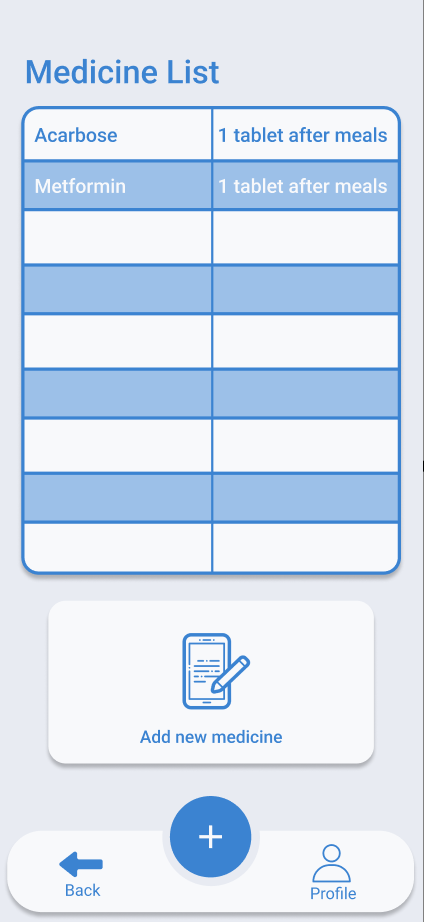 Medicine List
Acarbose 1 tablet after meals
Metformin 1 tablet after meals
Add new medicine
+
Back Profile